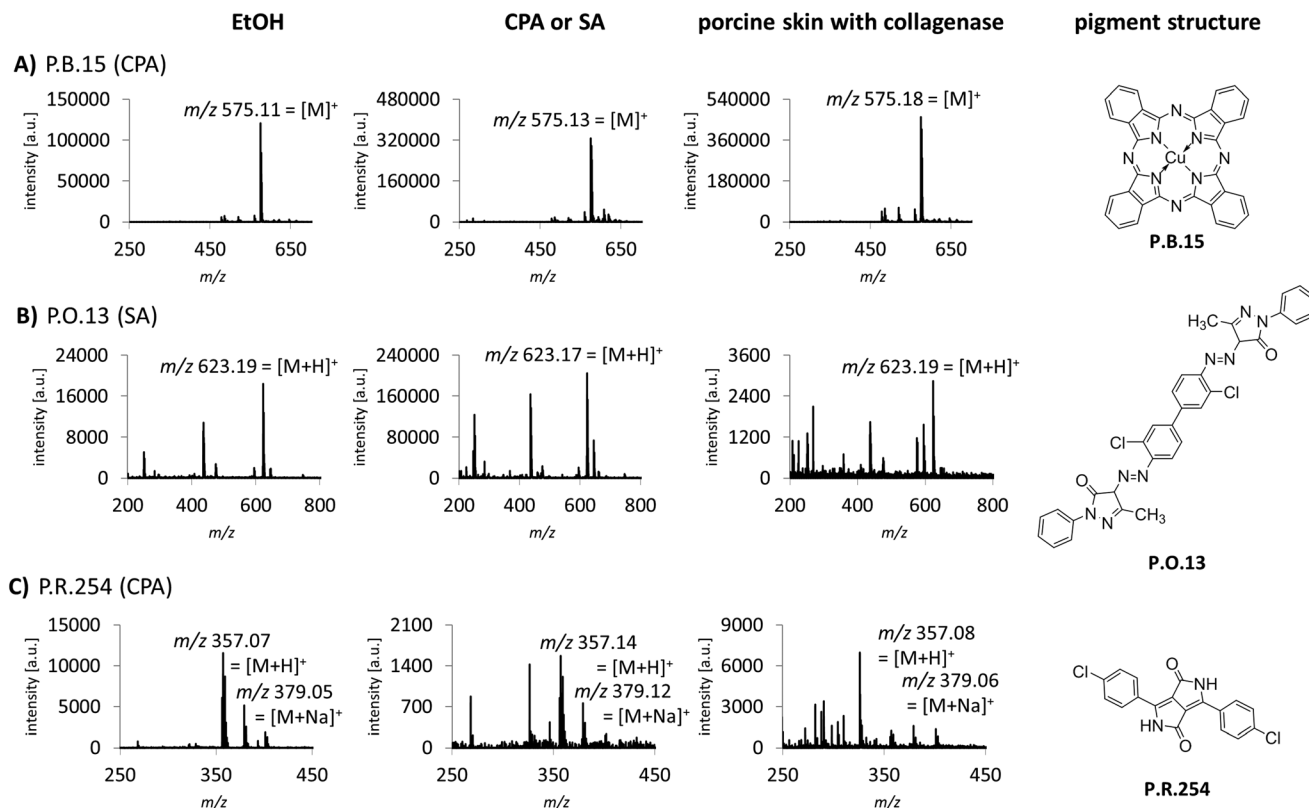 EtOH
CPA or SA
porcine skin with collagenase
pigment structure
A) P.B.15 (CPA)
150000
100000
50000
0
intensity [a.u.]
m/z 575.11 = [M]+
250
450
650
m/z
480000
320000
160000
0
intensity [a.u.]
m/z 575.13 = [M]+
250
450
650
m/z
540000
360000
180000
0
intensity [a.u.]
m/z 575.18 = [M]+
250
450
650
m/z
N
N
N
N
Cu
N
N
N
N
P.B.15
B) P.O.13 (SA)
24000
16000
8000
0
intensity [a.u.]
m/z 623.19 = [M+H]+
200
400
600
800
m/z
240000
160000
80000
0
intensity [a.u.]
m/z 623.17 = [M+H]+
200
400
600
800
m/z
3600
2400
1200
0
intensity [a.u.]
m/z 623.19 = [M+H]+
200
400
600
800
m/z
H3C
N
N
O
N=N
Cl
Cl
N=N
O
N
N
CH3
P.O.13
C) P.R.254 (CPA)
15000
10000
5000
0
intensity [a.u.]
m/z 357.07
= [M+H]+
m/z 379.05
= [M+Na]+
250
350
450
m/z
2100
1400
700
0
intensity [a.u.]
m/z 357.14
= [M+H]+
m/z 379.12
= [M+Na]+
250
350
450
m/z
9000
6000
3000
0
intensity [a.u.]
m/z 357.08
= [M+H]+
m/z 379.06
= [M+Na]+
250
350
450
m/z
O
Cl
NH
HN
O
Cl
P.R.254